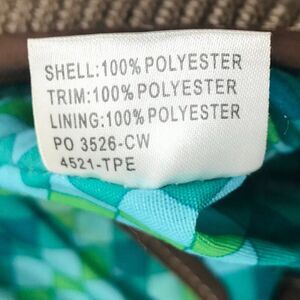 SHELL:100% POLYESTER
TRIM:100% POLYESTER
LINING:100% POLYESTER
PO 3526-CW
4521-TPE